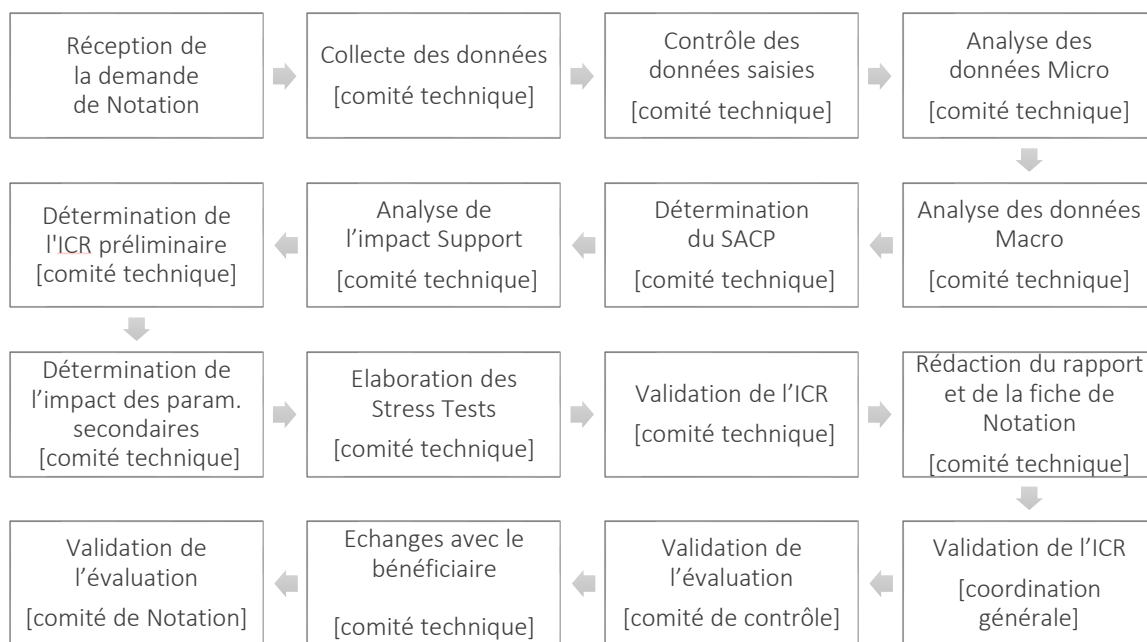 Réception de
la demande
de Notation
Collecte des données
[comité technique]
Contrôle des
données saisies
[comité technique]
Analyse des
données Micro
[comité technique]
Analyse des données
Macro
[comité technique]
Détermination
du SACP
[comité technique]
Analyse de
l’impact Support
[comité technique]
Détermination de
l'ICR préliminaire
[comité technique]
Détermination de
l’impact des param.
secondaires
[comité technique]
Elaboration des
Stress Tests
[comité technique]
Validation de l’ICR
[comité technique]
Rédaction du rapport
et de la fiche de
Notation
[comité technique]
Validation de l’ICR
[coordination
générale]
Validation de
l’évaluation
[comité de contrôle]
Echanges avec le
bénéficiaire
[comité technique]
Validation de
l’évaluation
[comité de Notation]